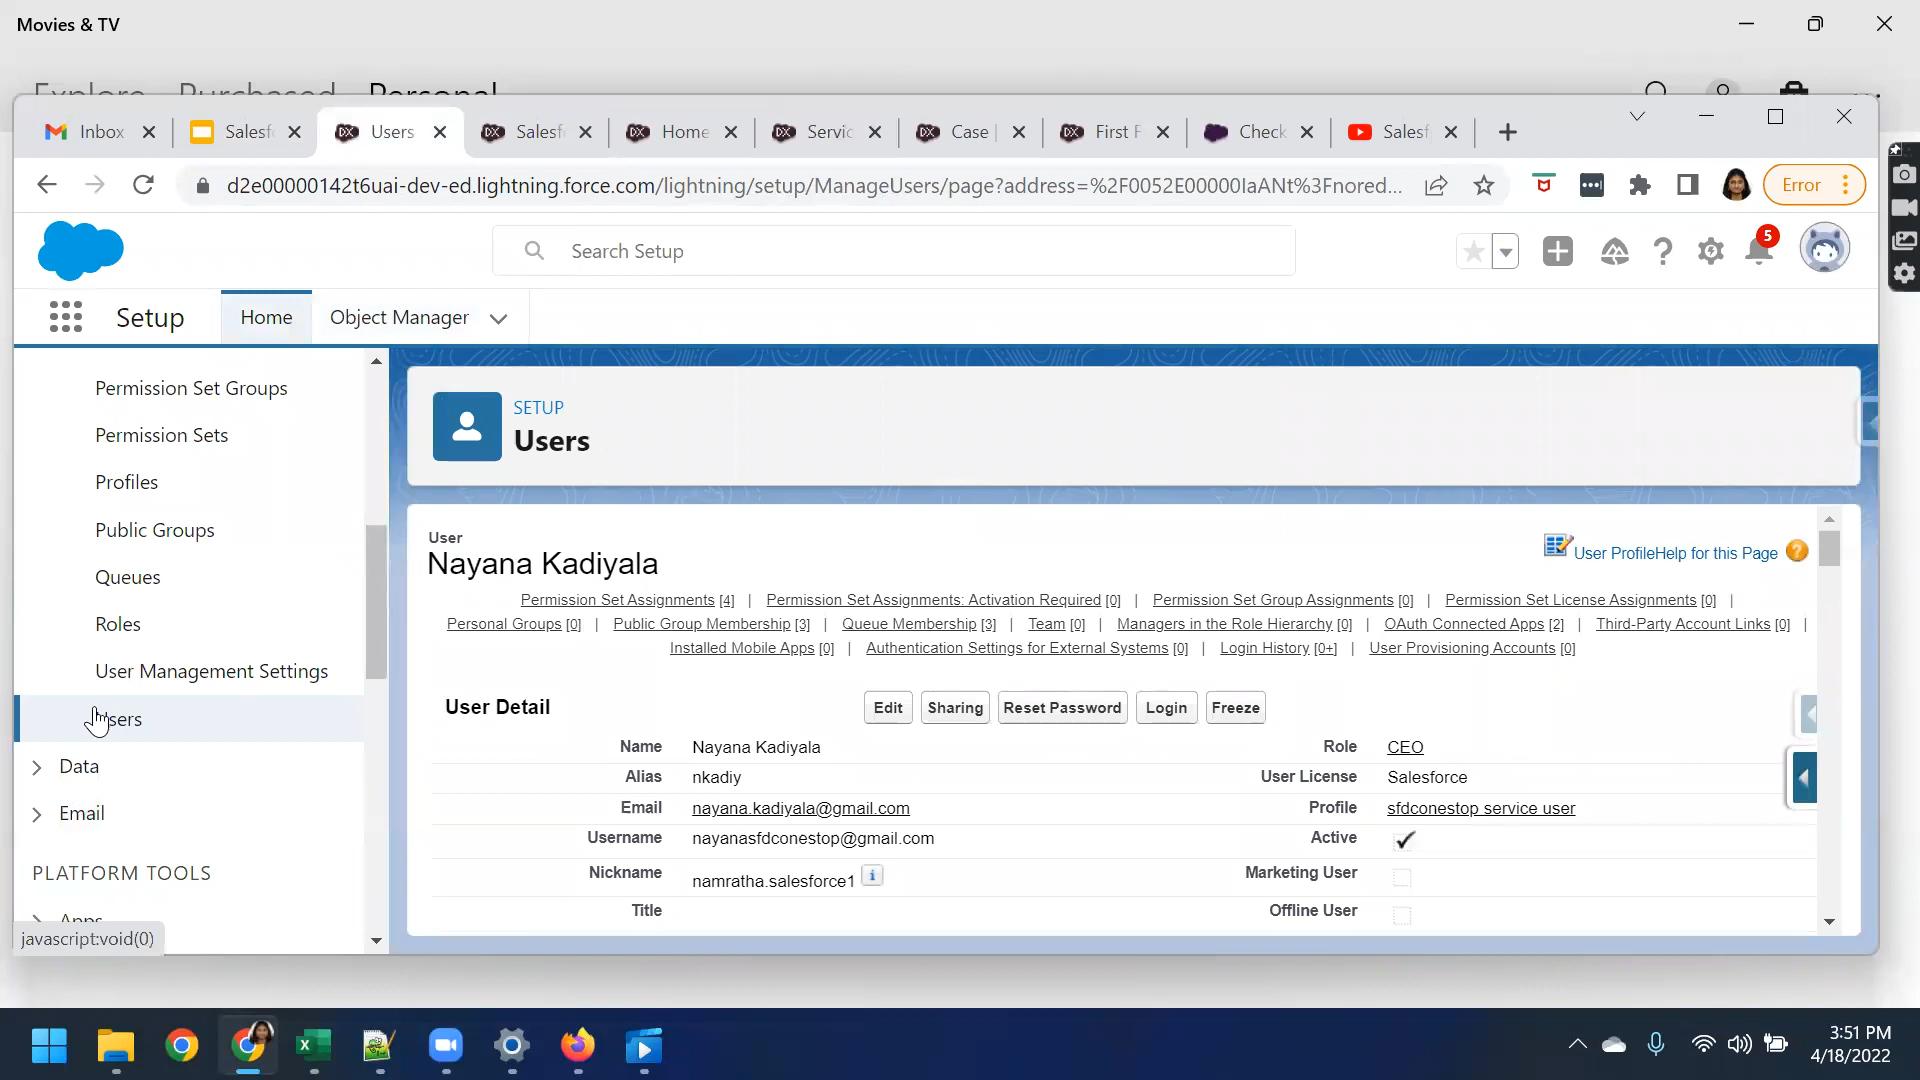 Movies & TV
Explore Purchased Personal
Inbox
Salesf
Users
Salesf
Home
Servic
Case |
First F
Check
Salesf
d2e00000142t6uai-dev-ed.lightning.force.com/lightning/setup/ManageUsers/page?address=%2F0052E00000IaANt%3Fnored...
Error
Search Setup
5
Setup
Home
Object Manager
Permission Set Groups
Permission Sets
Profiles
Public Groups
Queues
Roles
User Management Settings
Users
Data
Email
PLATFORM TOOLS
Apps
javascript:void(0)
SETUP
Users
User
Nayana Kadiyala
User Profile Help for this Page ?
Permission Set Assignments [4] | Permission Set Assignments: Activation Required [0] | Permission Set Group Assignments [0] | Permission Set License Assignments [0] |
Personal Groups [0] | Public Group Membership [3] | Queue Membership [3] | Team [0] | Managers in the Role Hierarchy [0] | OAuth Connected Apps [2] | Third-Party Account Links [0] |
Installed Mobile Apps [0] | Authentication Settings for External Systems [0] | Login History [0+] | User Provisioning Accounts [0]
User Detail
Edit
Sharing
Reset Password
Login
Freeze
Name Nayana Kadiyala
Role CEO
Alias nkadiy
User License Salesforce
Email nayana.kadiyala@gmail.com
Profile sfdconestop service user
Username nayanasfdconestop@gmail.com
Active
Nickname namratha.salesforce1
Marketing User
Title
Offline User
3:51 PM
4/18/2022